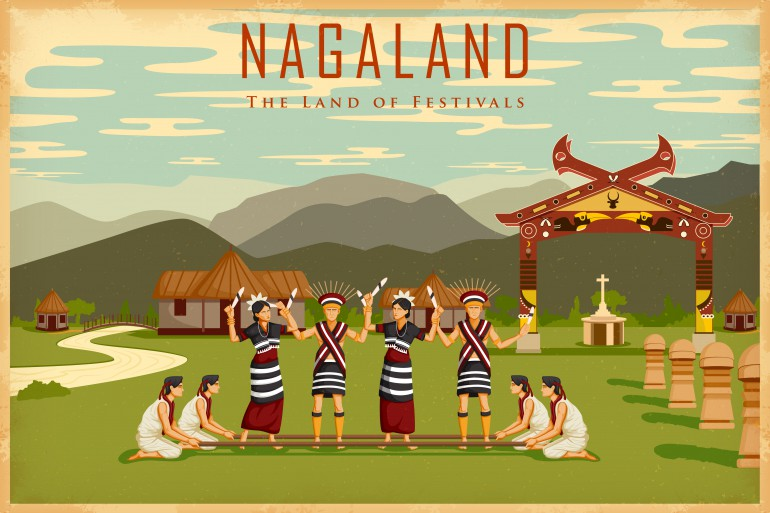 NAGALAND
THE LAND OF FESTIVALS